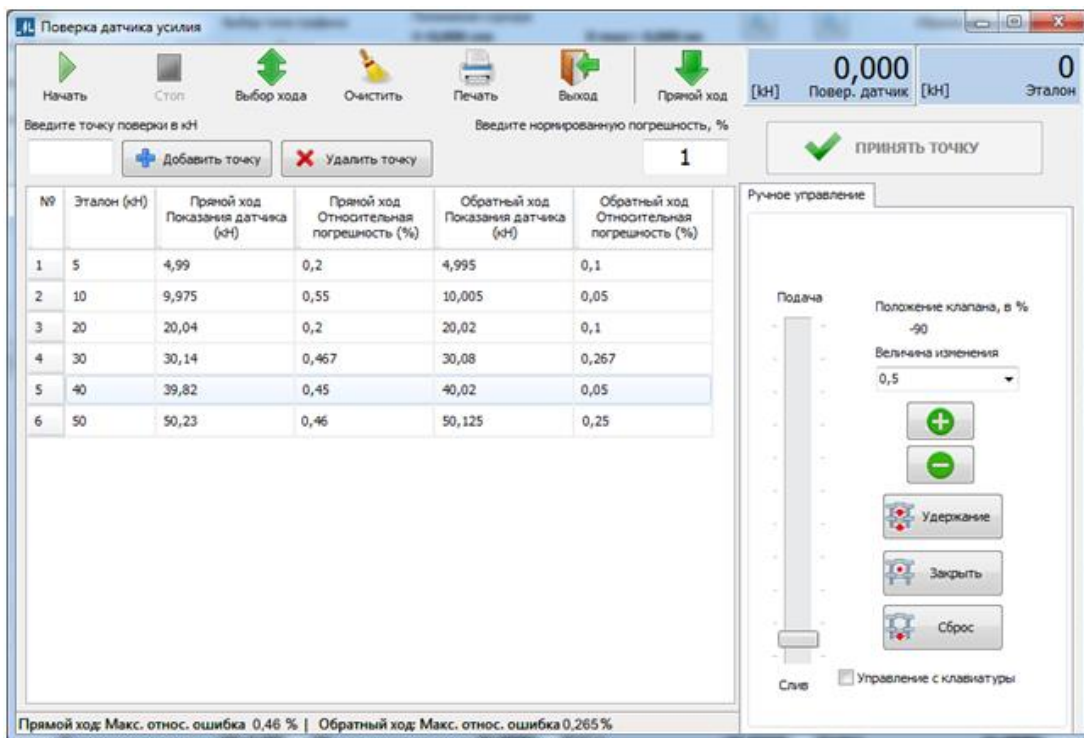 Поверка датчика усилия
0,000
0
Начать Стоп Выбор хода Очистить Печать Выход Прямой ход
[кН] Повер. датчик [кН] Эталон
Введите точку поверки в кН
Введите нормированную погрешность, %
Добавить точку Удалить точку 1
ПРИНЯТЬ ТОЧКУ
№ Эталон (кН) Прямой ход Показания датчика (кН) Прямой ход Относительная погрешность (%) Обратный ход Показания датчика (кН) Обратный ход Относительная погрешность (%)
1 5 4,99 0,2 4,995 0,1
2 10 9,975 0,55 10,005 0,05
3 20 20,04 0,2 20,02 0,1
4 30 30,14 0,467 30,08 0,267
5 40 39,82 0,45 40,02 0,05
6 50 50,23 0,46 50,125 0,25
Ручное управление
Подача
Положение клапана, в %
-90
Величина изменения
0,5
Удержание
Закрыть
Сброс
Слив
Управление с клавиатуры
Прямой ход: Макс. относ. ошибка 0,46 % | Обратный ход: Макс. относ. ошибка 0,265%